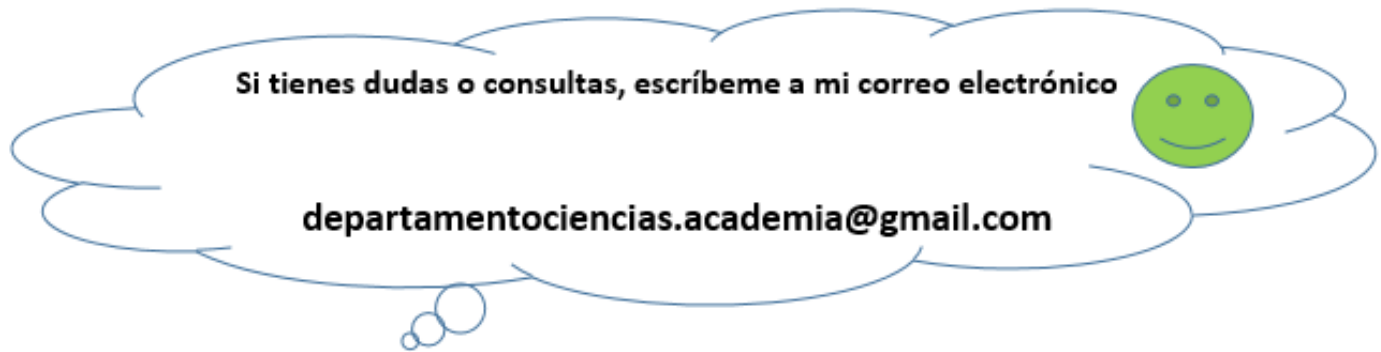 Si tienes dudas o consultas, escríbeme a mi correo electrónico
departamentociencias.academia@gmail.com